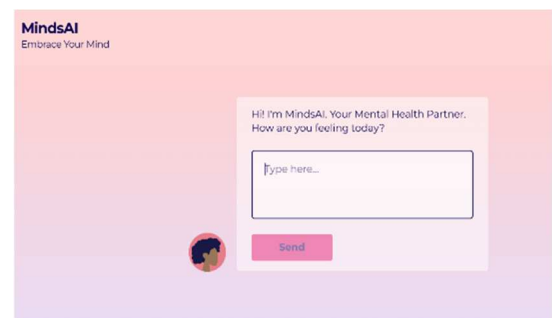 MindsAI
Embrace Your Mind
Hi! I'm MindsAI. Your Mental Health Partner.
How are you feeling today?
Type here...
Send